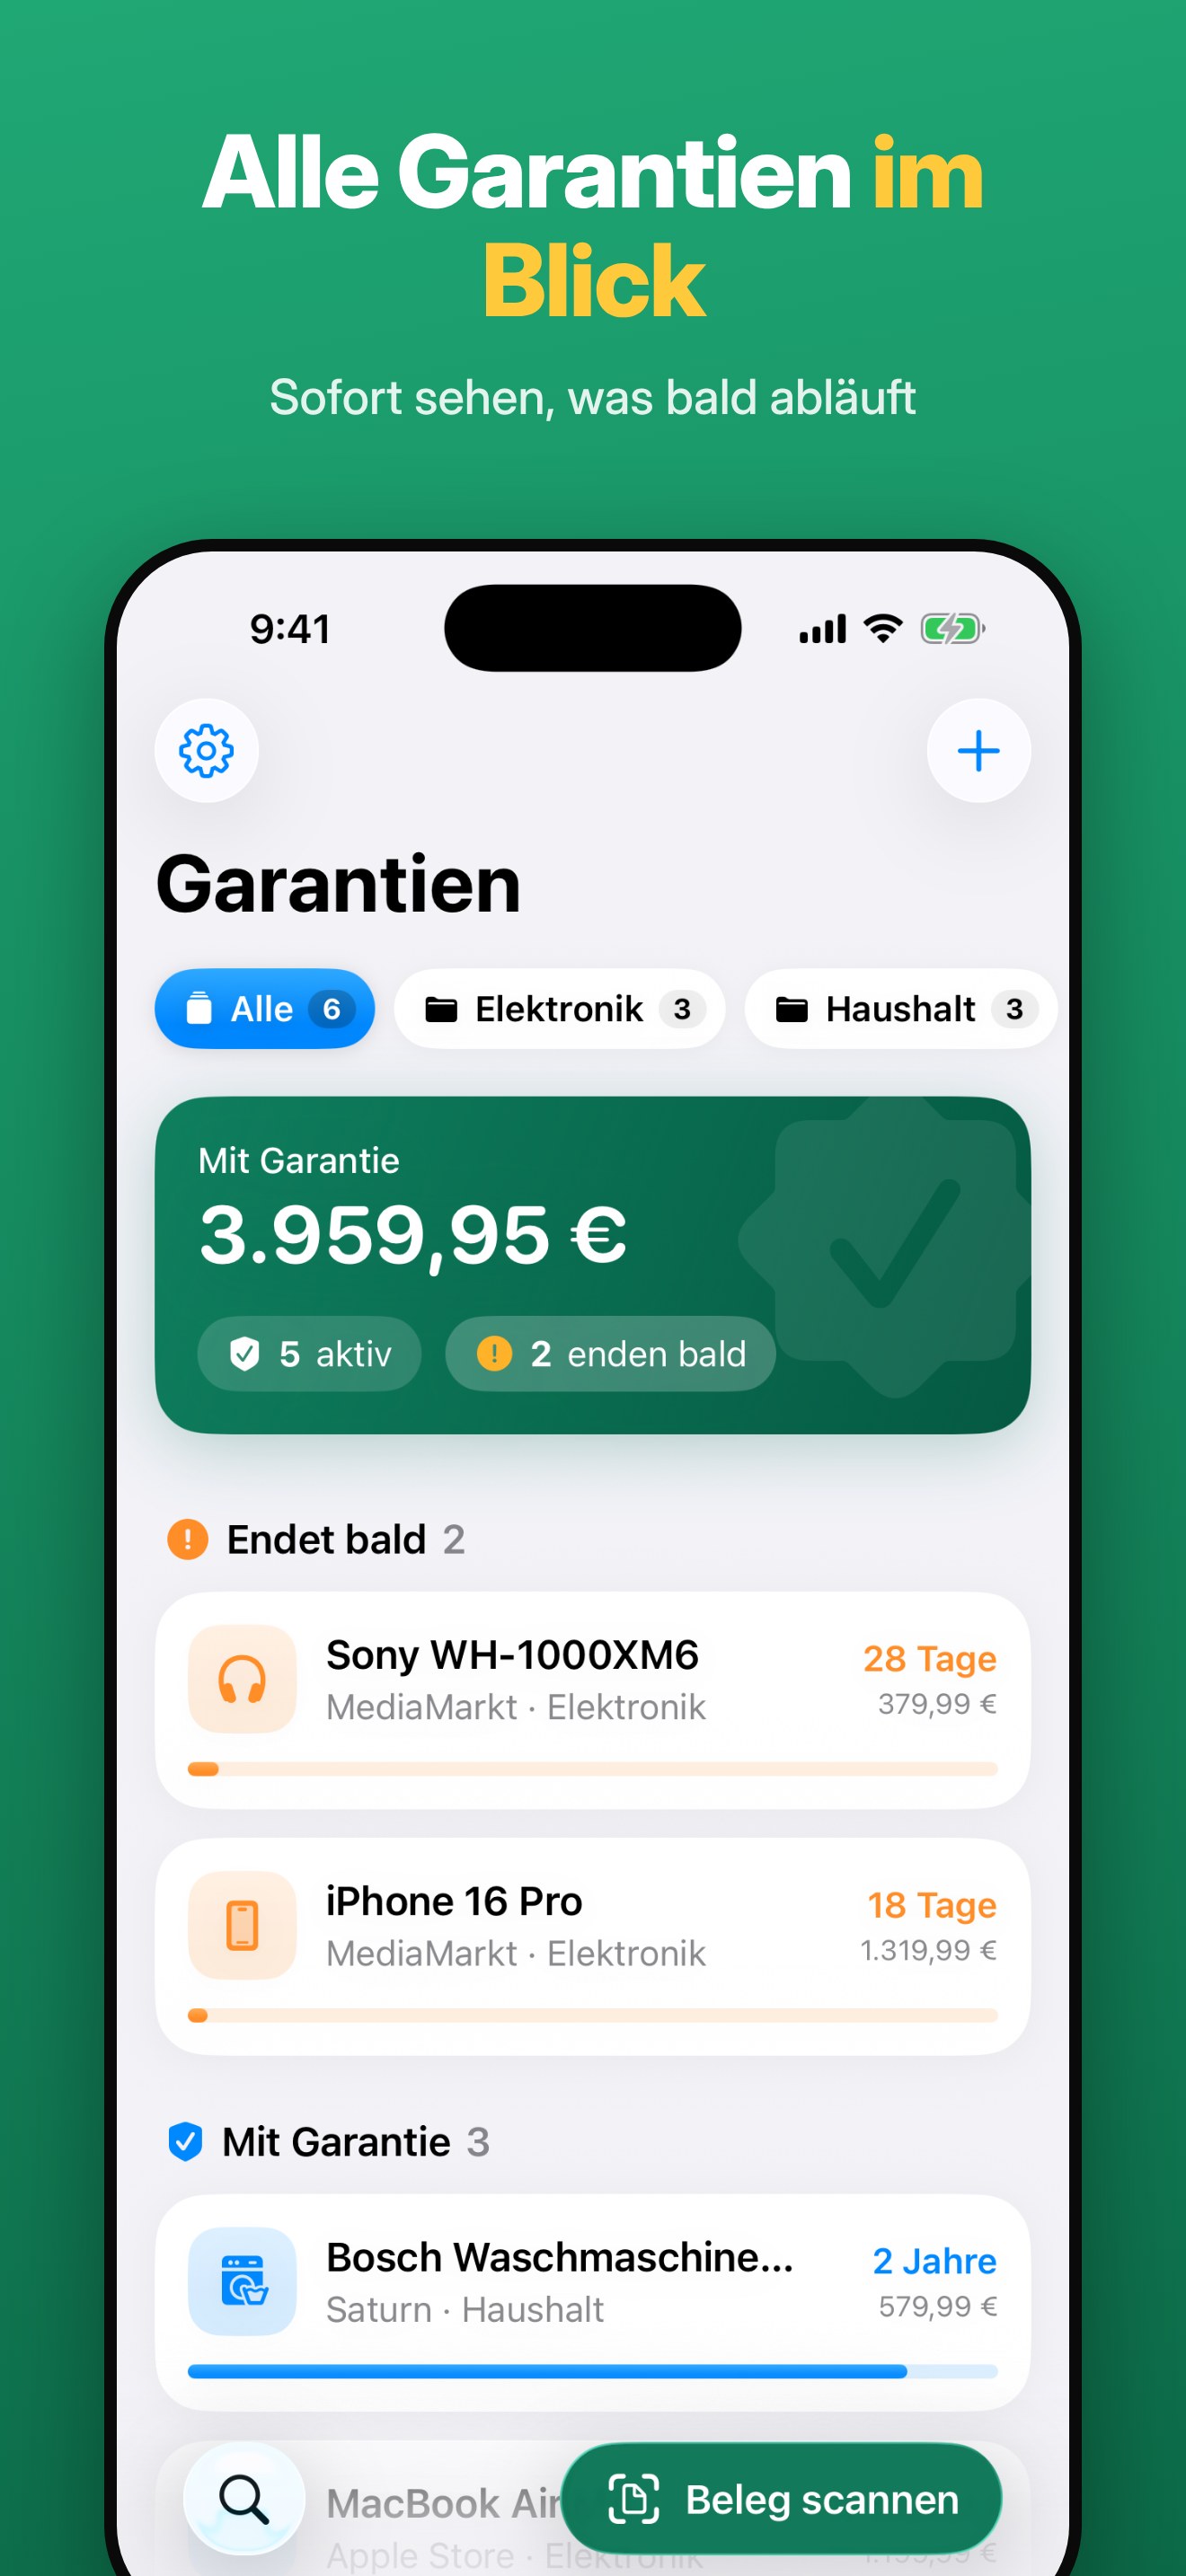 Alle Garantien im
Blick
Sofort sehen, was bald abläuft
9:41
Garantien
Alle 6 Elektronik 3 Haushalt 3
Mit Garantie
3.959,95 €
5 aktiv 2 enden bald
Endet bald 2
Sony WH-1000XM6 28 Tage
MediaMarkt · Elektronik 379,99 €
iPhone 16 Pro 18 Tage
MediaMarkt · Elektronik 1.319,99 €
Mit Garantie 3
Bosch Waschmaschine... 2 Jahre
Saturn · Haushalt 579,99 €
MacBook Air
Beleg scannen
Apple Store · Elektronik